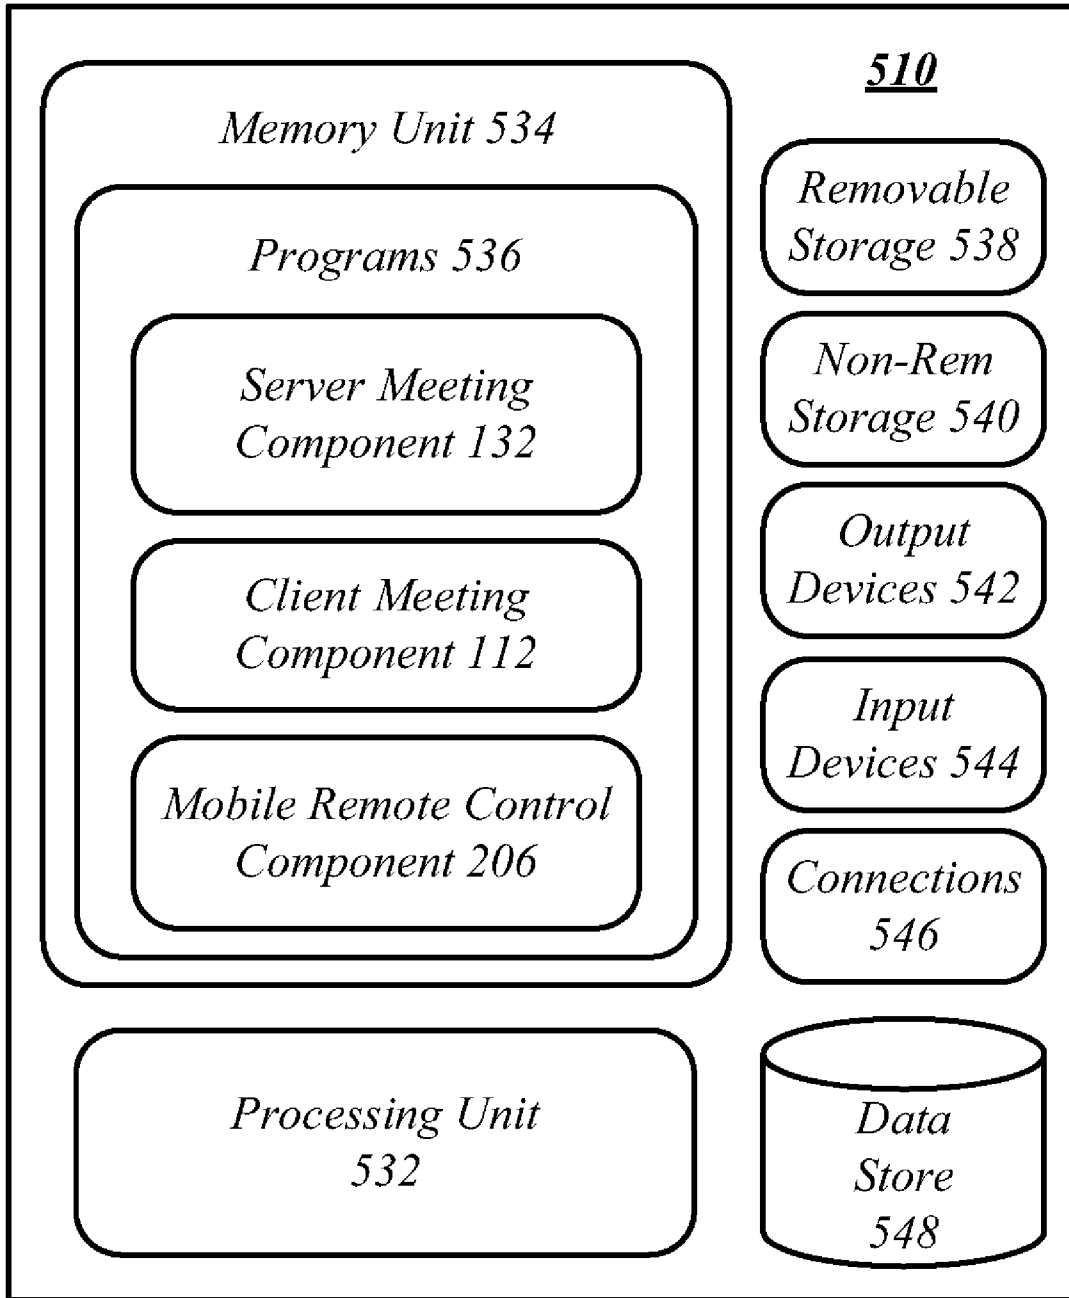 510
Memory Unit 534
Programs 536
Server Meeting
Component 132
Client Meeting
Component 112
Mobile Remote Control
Component 206
Processing Unit
532
Removable
Storage 538
Non-Rem
Storage 540
Output
Devices 542
Input
Devices 544
Connections
546
Data
Store
548